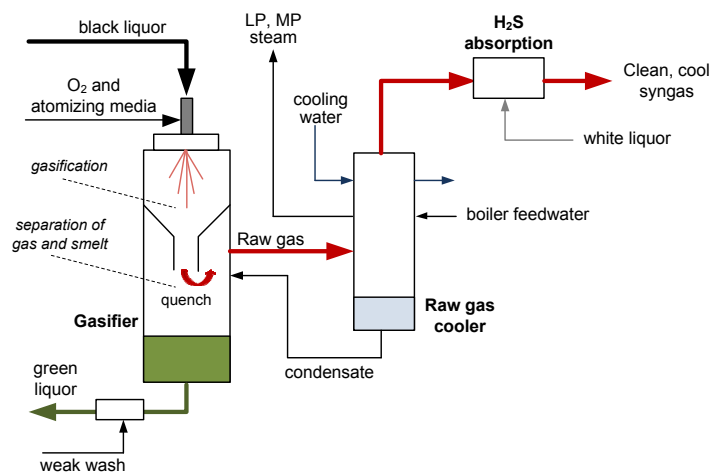 black liquor
O₂ and
atomizing media
gasification
separation of
gas and smelt
quench
Gasifier
green
liquor
weak wash
LP, MP
steam
cooling
water
Raw gas
condensate
boiler feedwater
Raw gas
cooler
H₂S
absorption
white liquor
Clean, cool
syngas